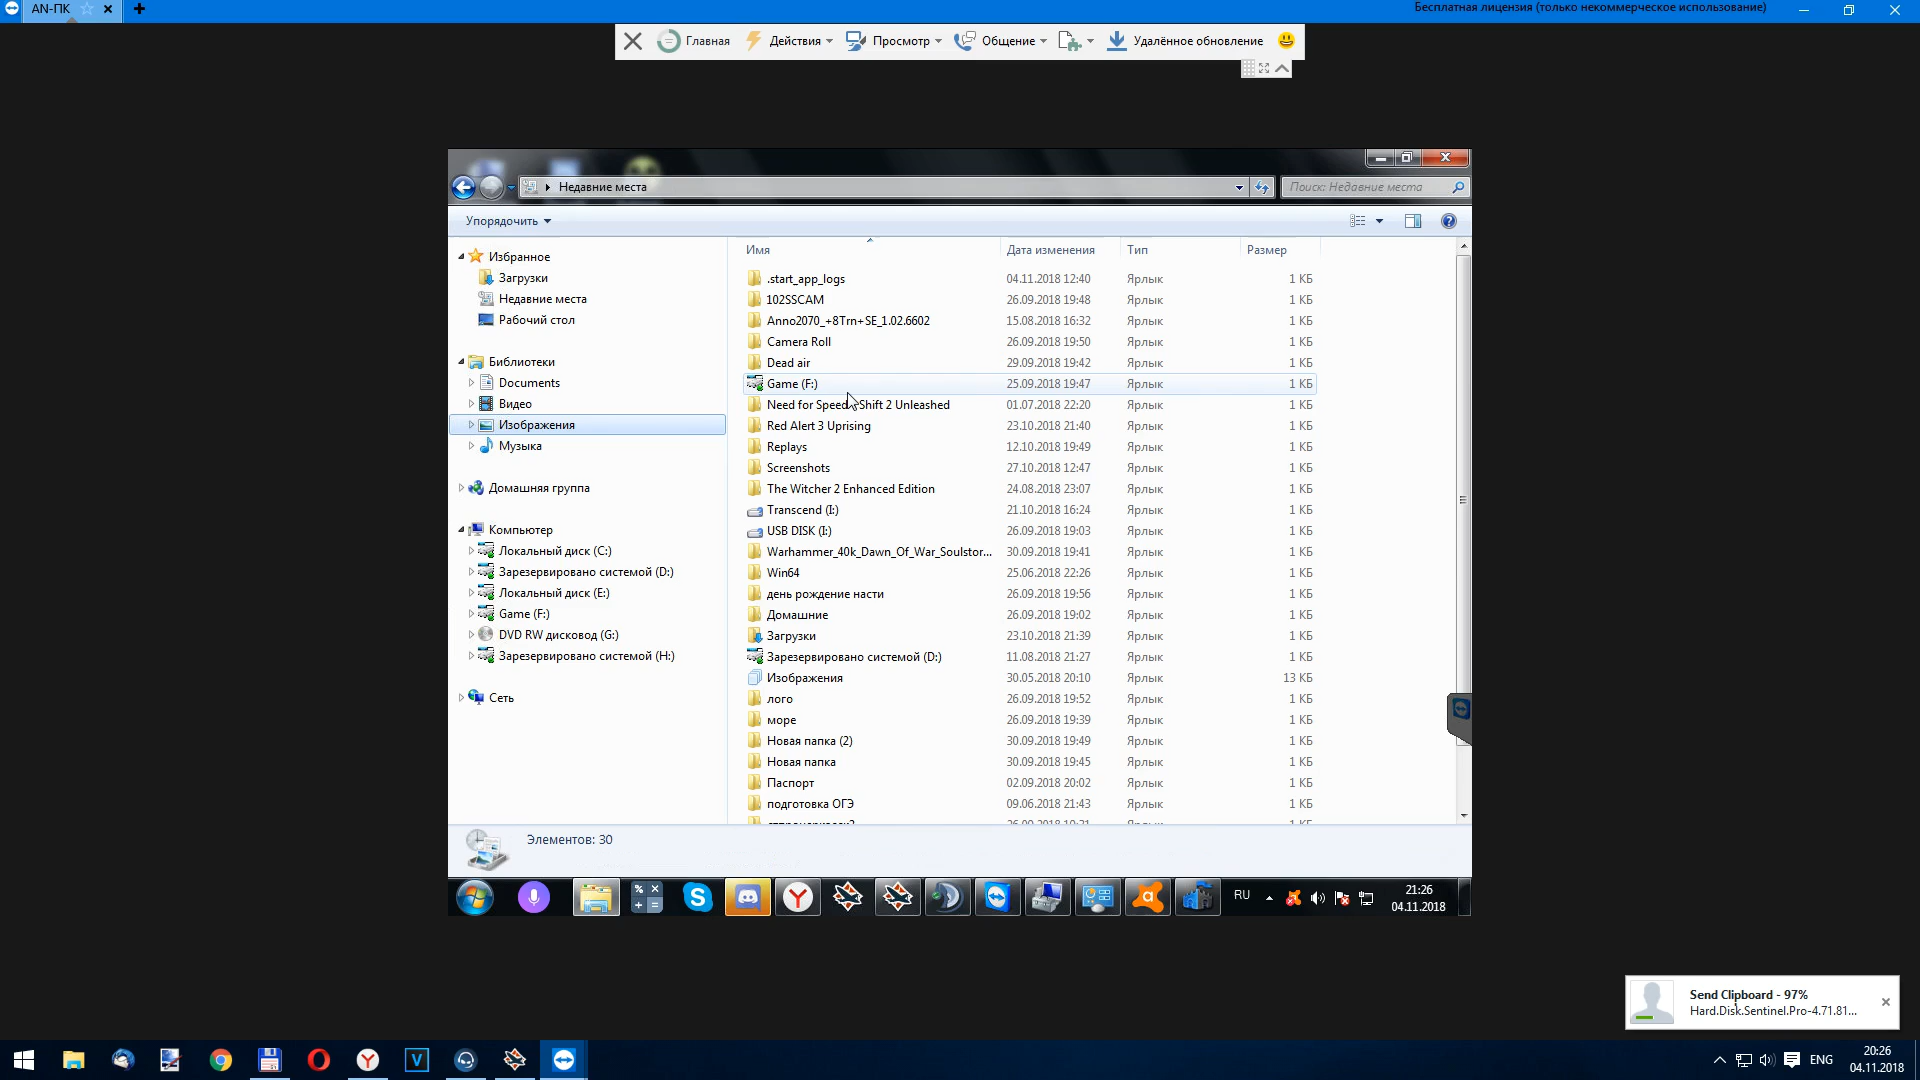 AN-ПК
Бесплатная лицензия (только некоммерческое использование)
Главная
Действия
Просмотр
Общение
Удалённое обновление
Недавние места
Поиск: Недавние места
Упорядочить
Имя Дата изменения Тип Размер
Избранное
Загрузки
Недавние места
Рабочий стол
Библиотеки
Documents
Видео
Изображения
Музыка
Домашняя группа
Компьютер
Локальный диск (C:)
Зарезервировано системой (D:)
Локальный диск (E:)
Game (F:)
DVD RW дисковод (G:)
Зарезервировано системой (H:)
Сеть
.start_app_logs 04.11.2018 12:40 Ярлык 1 КБ
102SSCAM 26.09.2018 19:48 Ярлык 1 КБ
Anno2070_+8Trn+SE_1.02.6602 15.08.2018 16:32 Ярлык 1 КБ
Camera Roll 26.09.2018 19:50 Ярлык 1 КБ
Dead air 29.09.2018 19:42 Ярлык 1 КБ
Game (F:) 25.09.2018 19:47 Ярлык 1 КБ
Need for Speed Shift 2 Unleashed 01.07.2018 22:20 Ярлык 1 КБ
Red Alert 3 Uprising 23.10.2018 21:40 Ярлык 1 КБ
Replays 12.10.2018 19:49 Ярлык 1 КБ
Screenshots 27.10.2018 12:47 Ярлык 1 КБ
The Witcher 2 Enhanced Edition 24.08.2018 23:07 Ярлык 1 КБ
Transcend (I:) 21.10.2018 16:24 Ярлык 1 КБ
USB DISK (I:) 26.09.2018 19:03 Ярлык 1 КБ
Warhammer_40k_Dawn_Of_War_Soulstor... 30.09.2018 19:41 Ярлык 1 КБ
Win64 25.06.2018 22:26 Ярлык 1 КБ
день рождение насти 26.09.2018 19:56 Ярлык 1 КБ
Домашние 26.09.2018 19:02 Ярлык 1 КБ
Загрузки 23.10.2018 21:39 Ярлык 1 КБ
Зарезервировано системой (D:) 11.08.2018 21:27 Ярлык 1 КБ
Изображения 30.05.2018 20:10 Ярлык 13 КБ
лого 26.09.2018 19:52 Ярлык 1 КБ
море 26.09.2018 19:39 Ярлык 1 КБ
Новая папка (2) 30.09.2018 19:49 Ярлык 1 КБ
Новая папка 30.09.2018 19:45 Ярлык 1 КБ
Паспорт 02.09.2018 20:02 Ярлык 1 КБ
подготовка ОГЭ 09.06.2018 21:43 Ярлык 1 КБ
Элементов: 30
RU
21:26
04.11.2018
Send Clipboard - 97%
Hard.Disk.Sentinel.Pro-4.71.81...
ENG
20:26
04.11.2018